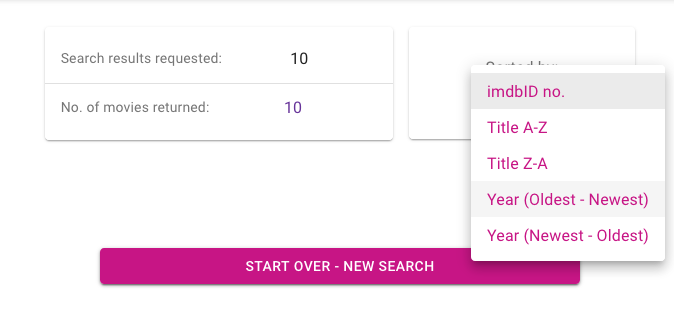 Search results requested: 10
No. of movies returned: 10
Sorted by:
imdbID no.
Title A-Z
Title Z-A
Year (Oldest - Newest)
Year (Newest - Oldest)
START OVER - NEW SEARCH